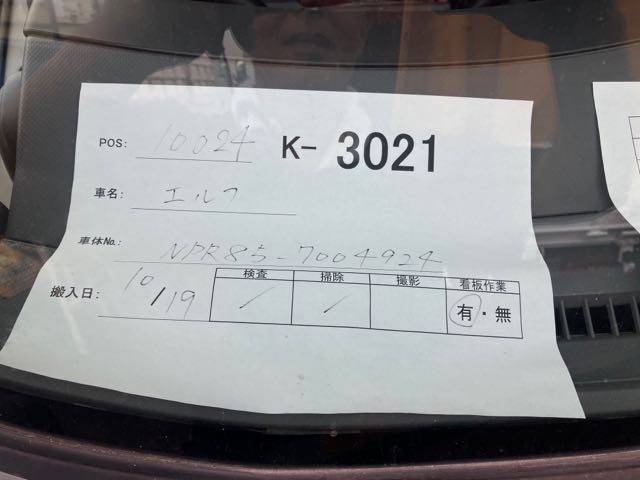 POS: 10024 K- 3021
車名: エルフ
車体No.: NPR85-7004924
検査 掃除 撮影 看板作業
搬入日: 10/19 / / 有・無